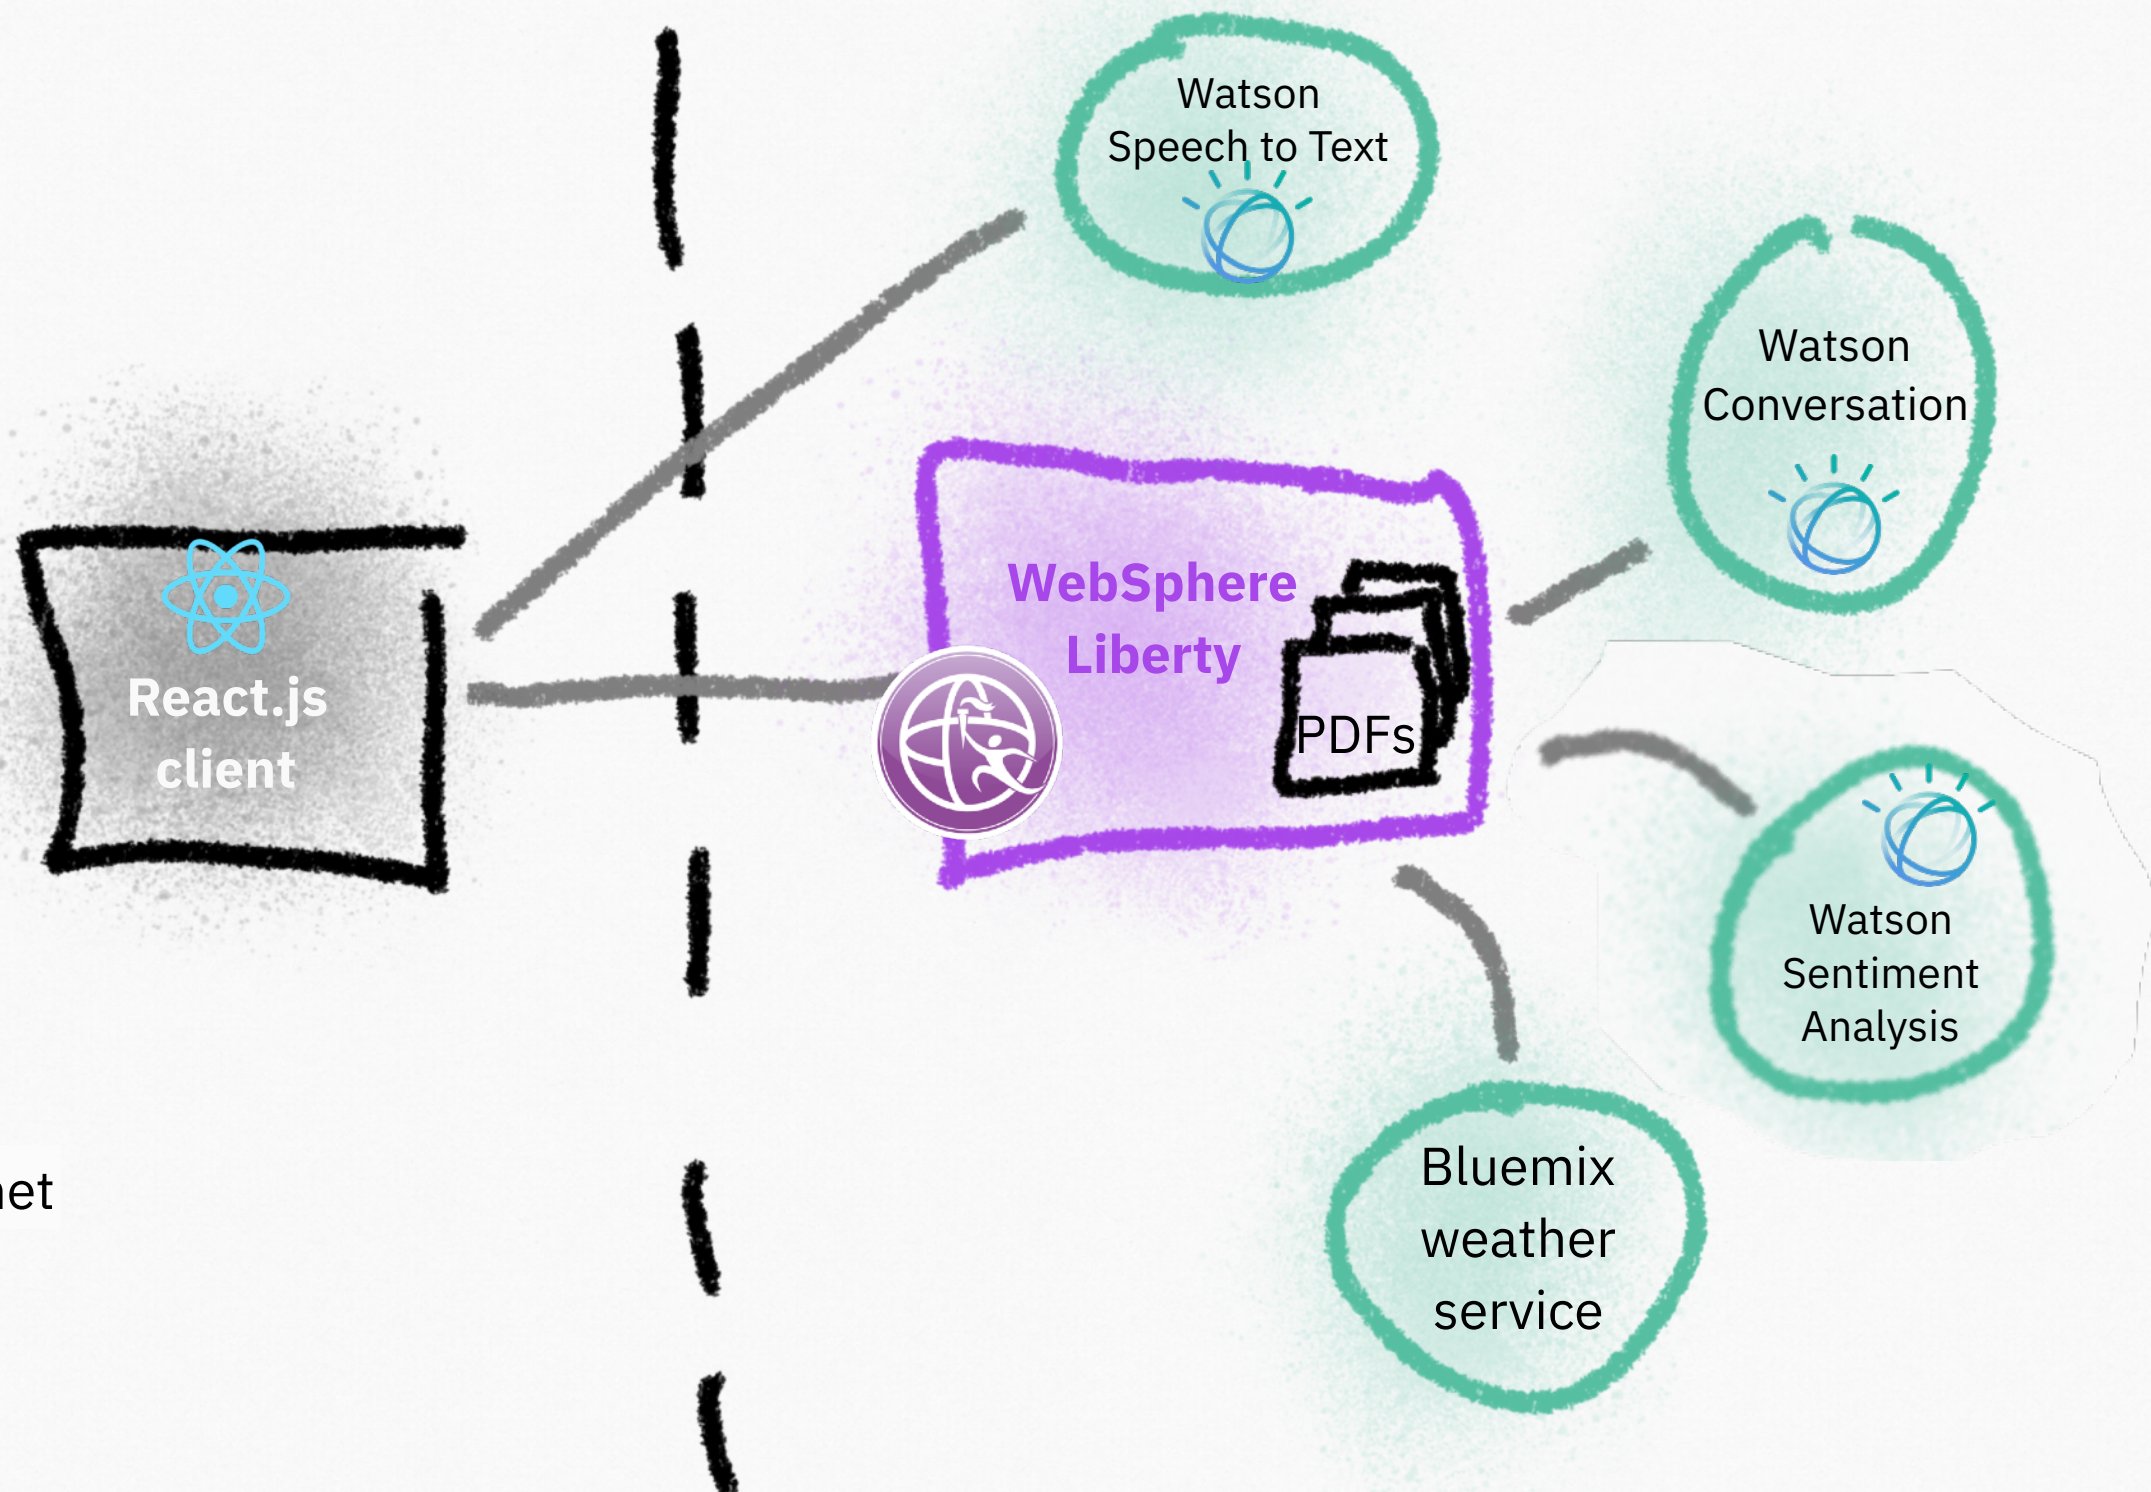 Watson
Speech to Text
Watson
Conversation
WebSphere
Liberty
PDFs
React.js
client
Watson
Sentiment
Analysis
Bluemix
weather
service